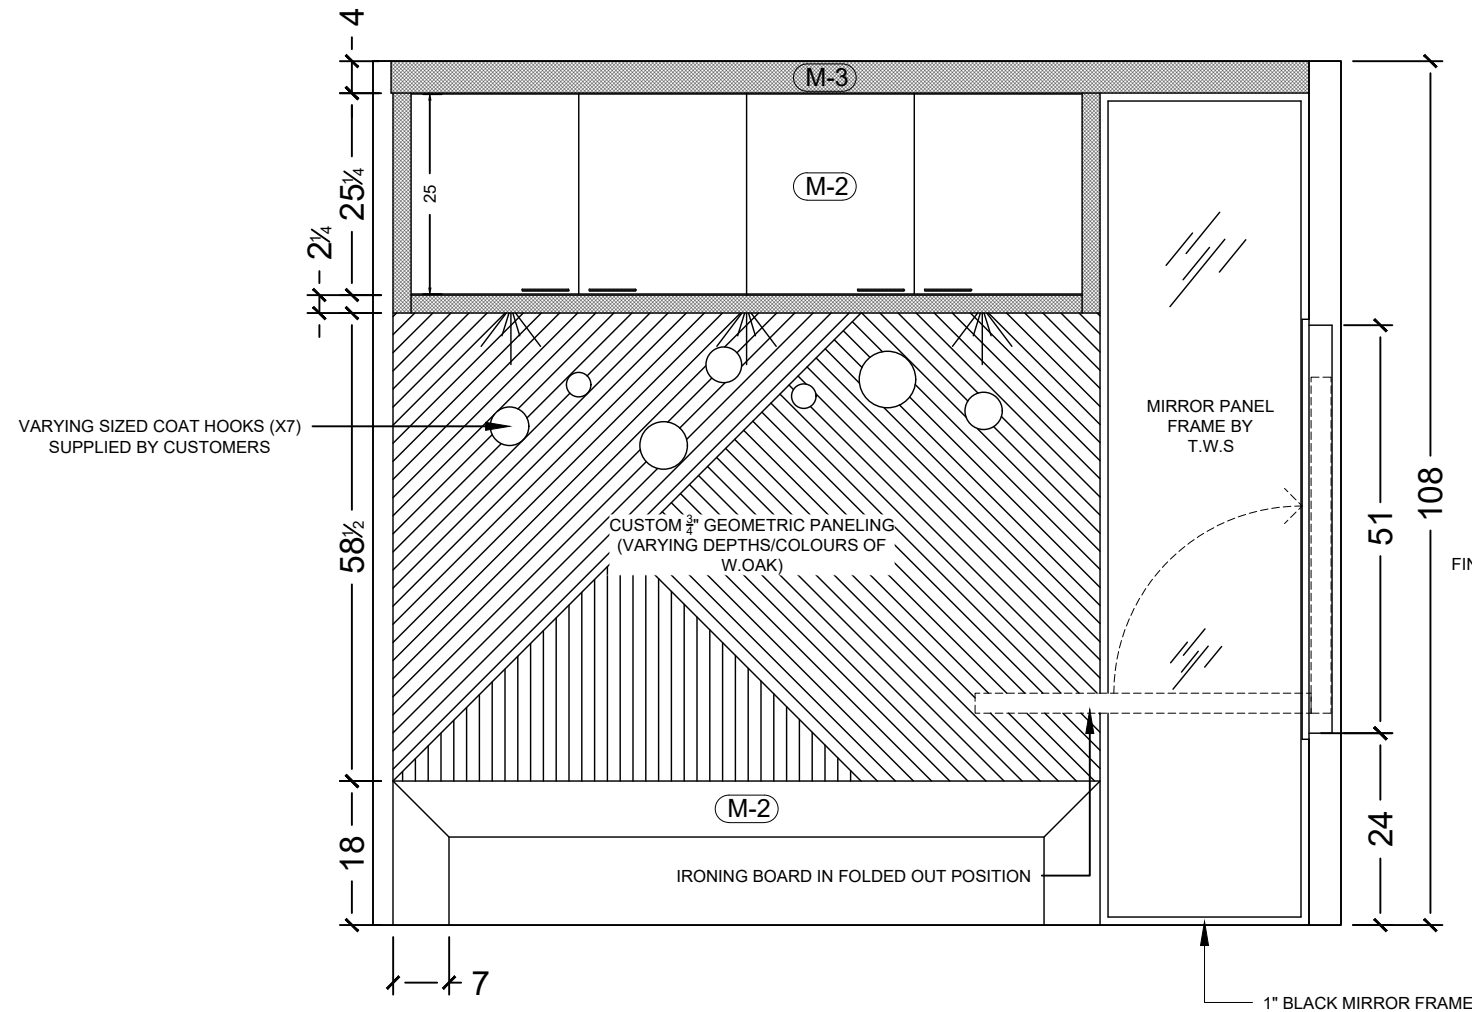 4
M-3
25¼
25
M-2
2¼
VARYING SIZED COAT HOOKS (X7)
SUPPLIED BY CUSTOMERS
MIRROR PANEL
FRAME BY
T.W.S
58½
CUSTOM ¾" GEOMETRIC PANELING
(VARYING DEPTHS/COLOURS OF
W.OAK)
51
108
FIN
M-2
18
24
IRONING BOARD IN FOLDED OUT POSITION
7
1" BLACK MIRROR FRAME